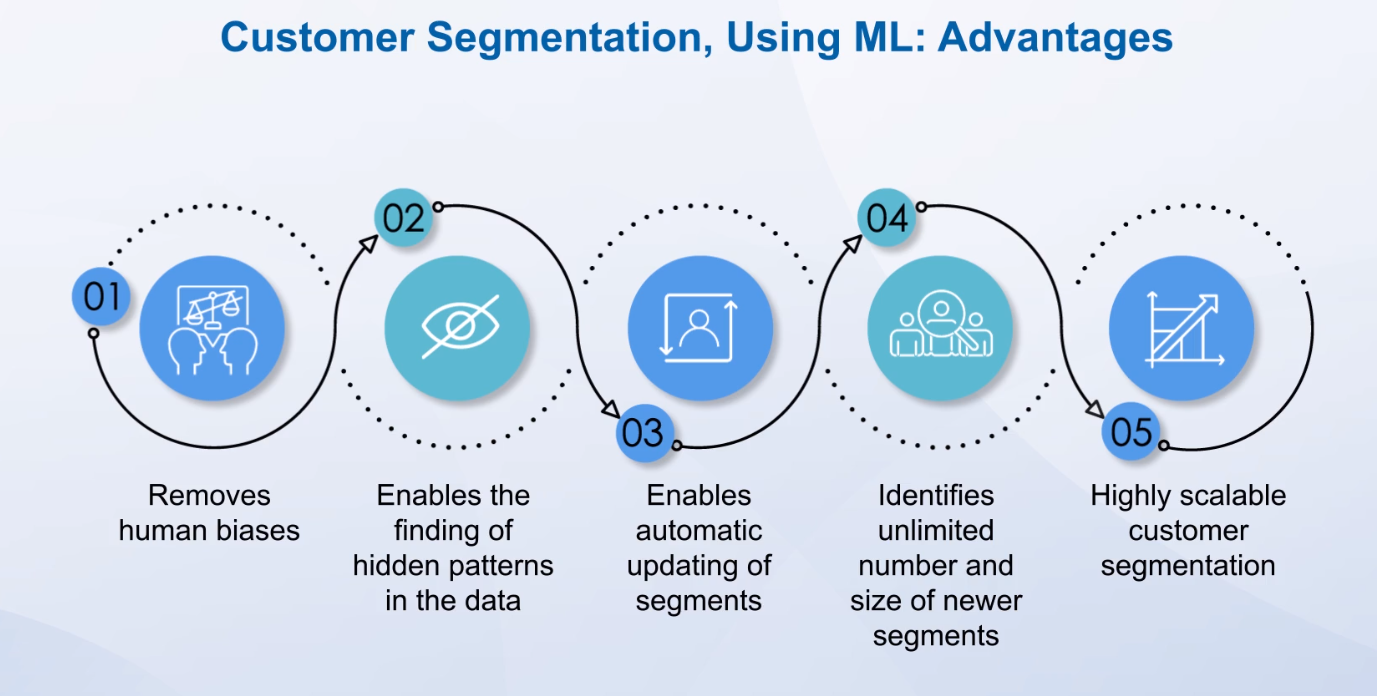 Customer Segmentation, Using ML: Advantages
01
Removes
human biases
02
Enables the
finding of
hidden patterns
in the data
03
Enables
automatic
updating of
segments
04
Identifies
unlimited
number and
size of newer
segments
05
Highly scalable
customer
segmentation